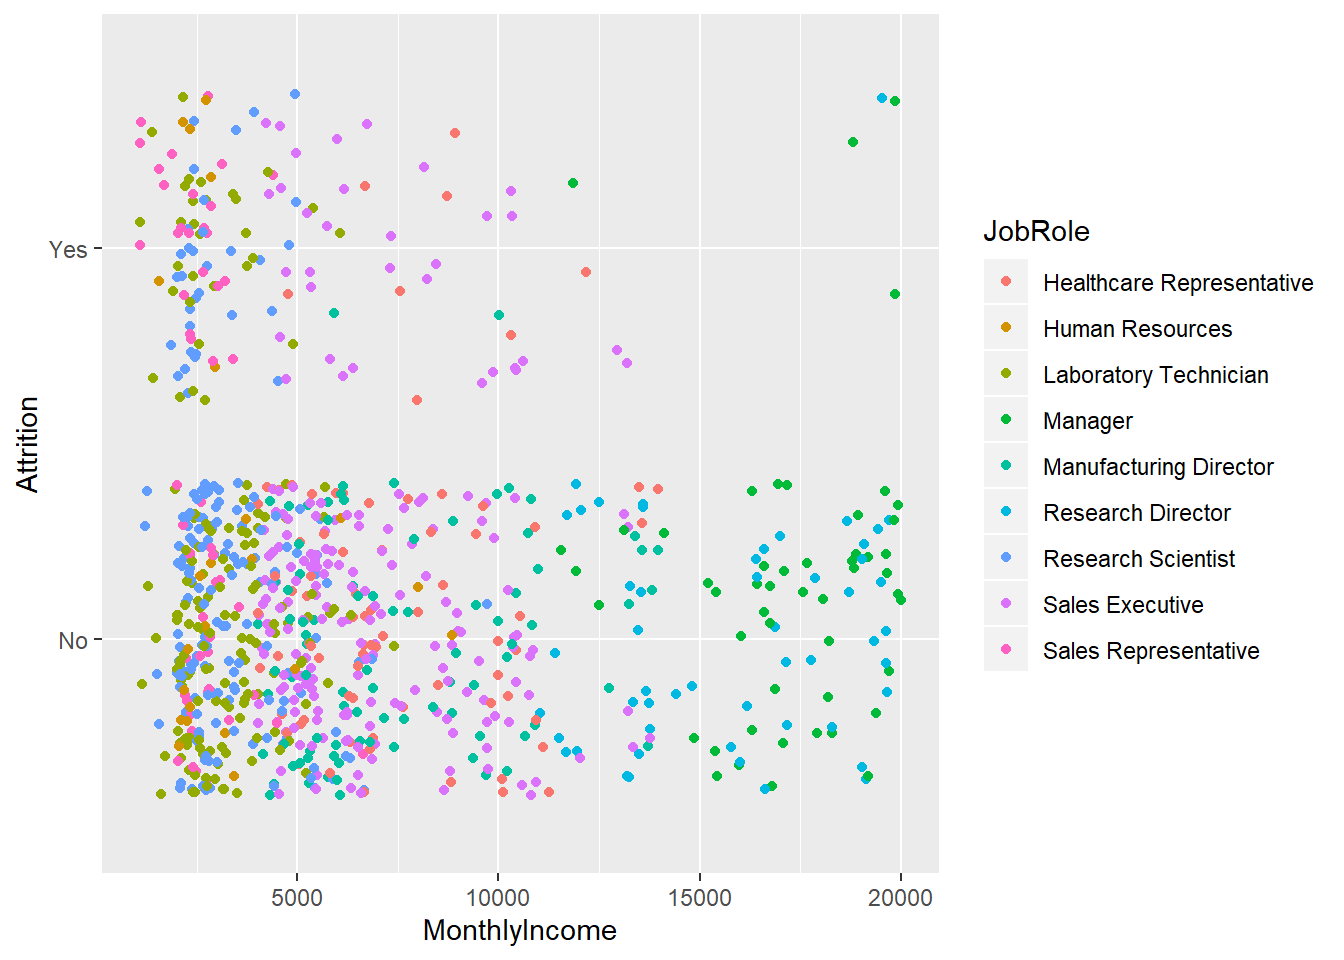 Attrition
Yes
No
5000
10000
15000
20000
MonthlyIncome
JobRole
Healthcare Representative
Human Resources
Laboratory Technician
Manager
Manufacturing Director
Research Director
Research Scientist
Sales Executive
Sales Representative